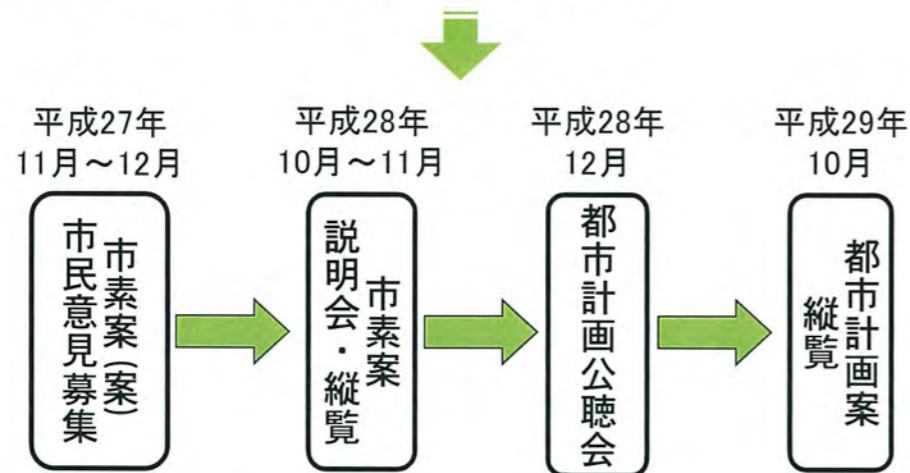 平成27年
11月～12月
市素案(案)
市民意見募集
平成28年
10月～11月
市素案
説明会・縦覧
平成28年
12月
都市計画公聴会
平成29年
10月
都市計画案
縦覧